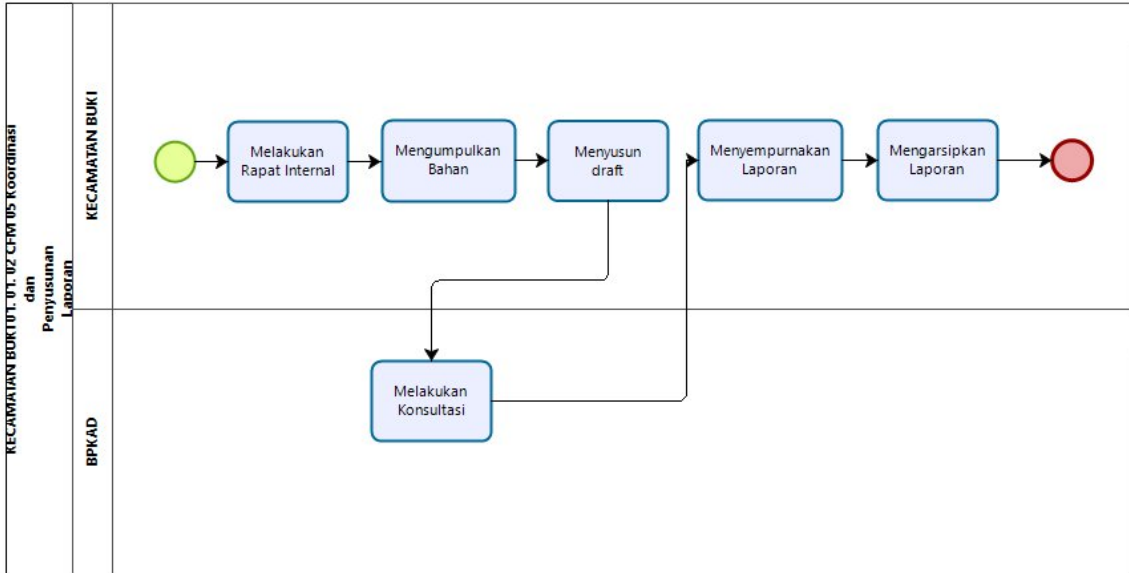 KECAMATAN BUKI 01. 01. 02 CFM 05 Koordinasi
dan
Penyusunan
Laporan
KECAMATAN BUKI
Melakukan
Rapat Internal
Mengumpulkan
Bahan
Menyusun
draft
Menyempurnakan
Laporan
Mengarsipkan
Laporan
BPKAD
Melakukan
Konsultasi